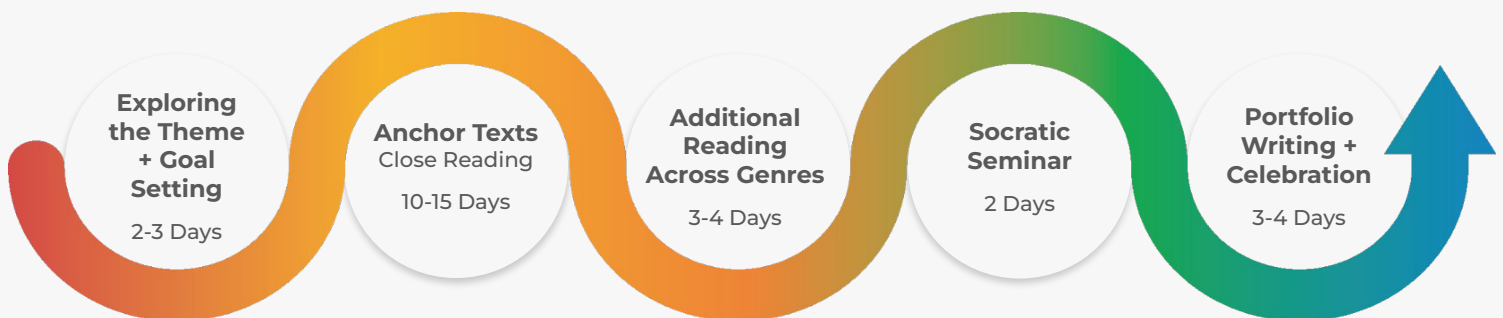 Exploring
the Theme
+ Goal
Setting
2-3 Days
Anchor Texts
Close Reading
10-15 Days
Additional
Reading
Across Genres
3-4 Days
Socratic
Seminar
2 Days
Portfolio
Writing +
Celebration
3-4 Days